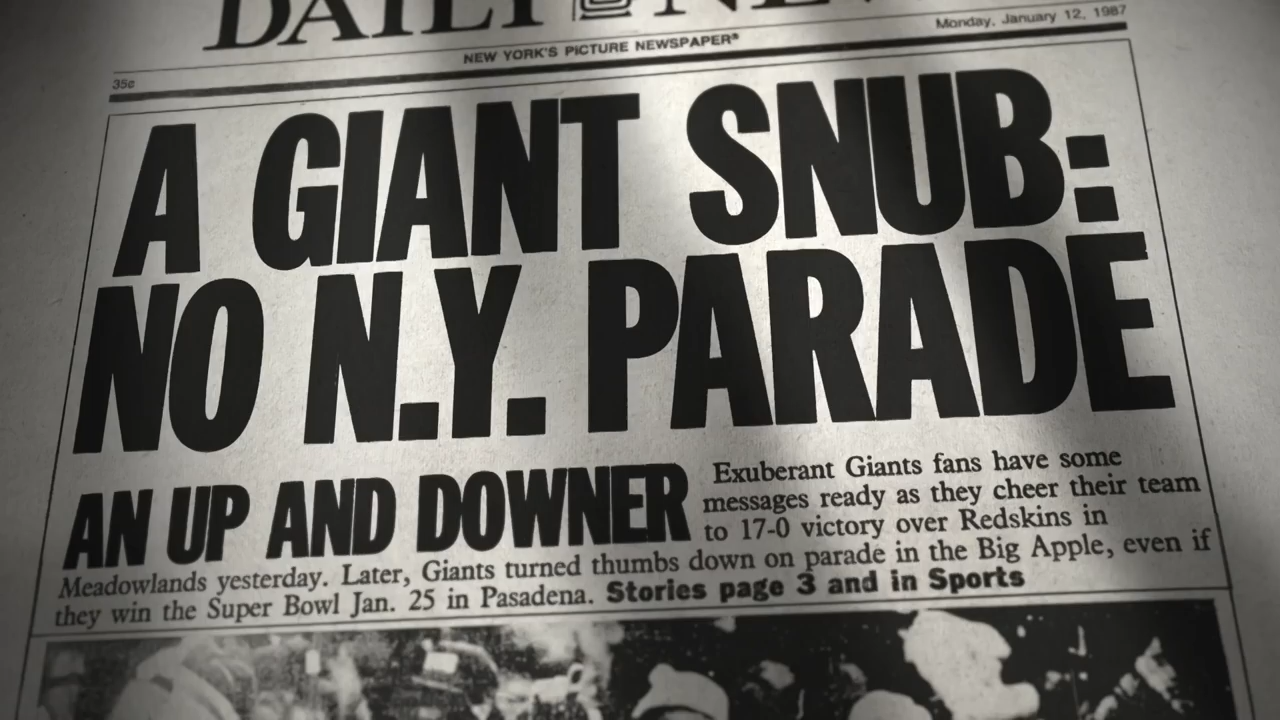 DAILY NEW
NEW YORK'S PICTURE NEWSPAPER®
Monday, January 12, 1987
35¢
A GIANT SNUB:
NO N.Y. PARADE
AN UP AND DOWNER
Exuberant Giants fans have some
messages ready as they cheer their team
to 17-0 victory over Redskins in
Meadowlands yesterday. Later, Giants turned thumbs down on parade in the Big Apple, even if
they win the Super Bowl Jan. 25 in Pasadena. Stories page 3 and in Sports